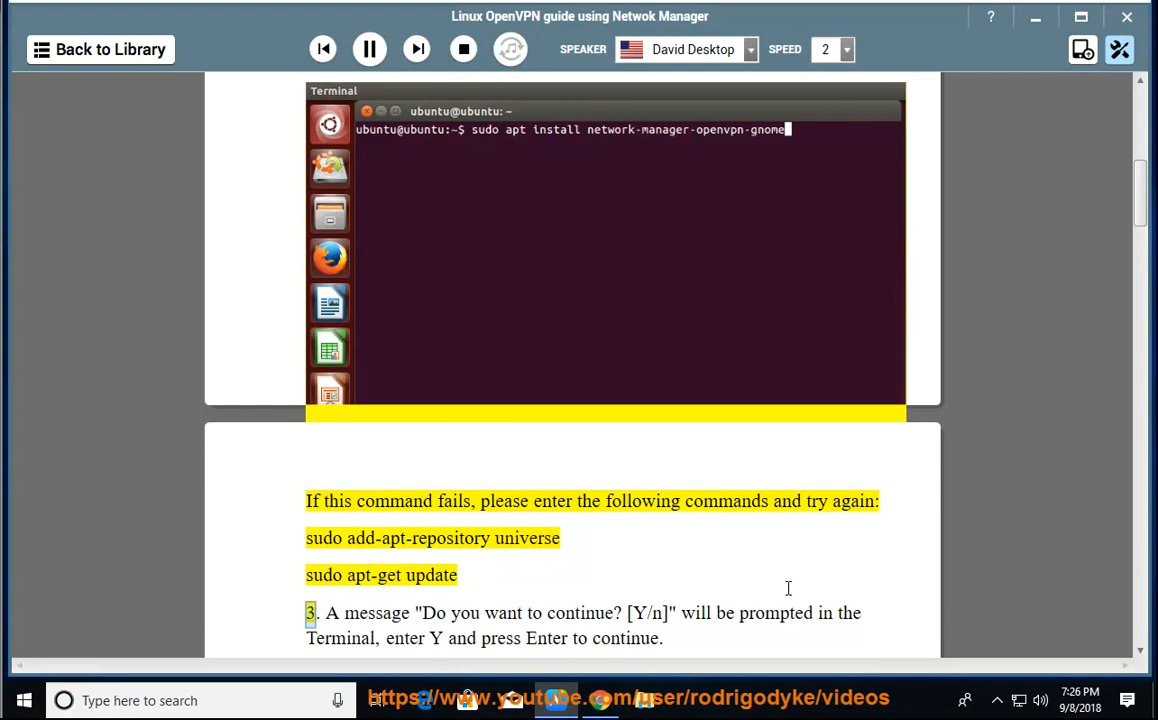 Linux OpenVPN guide using Netwok Manager
?
Back to Library
SPEAKER
David Desktop
SPEED
2
Terminal
ubuntu@ubuntu: ~
ubuntu@ubuntu:~$ sudo apt install network-manager-openvpn-gnome
If this command fails, please enter the following commands and try again:
sudo add-apt-repository universe
sudo apt-get update
3. A message "Do you want to continue? [Y/n]" will be prompted in the
Terminal, enter Y and press Enter to continue.
Type here to search
https://www.youtube.com/user/rodrigodyke/videos
7:26 PM
9/8/2018